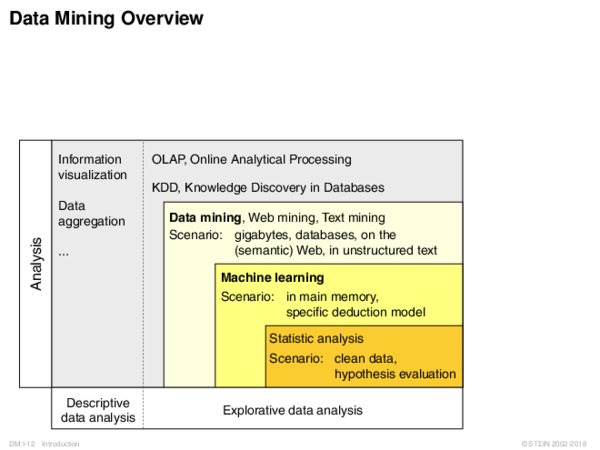 Data Mining Overview
Analysis
Information
visualization
Data
aggregation
...
OLAP, Online Analytical Processing
KDD, Knowledge Discovery in Databases
Data mining, Web mining, Text mining
Scenario: gigabytes, databases, on the
(semantic) Web, in unstructured text
Machine learning
Scenario: in main memory,
specific deduction model
Statistic analysis
Scenario: clean data,
hypothesis evaluation
Descriptive
data analysis
Explorative data analysis
DM:I-12 Introduction
© STEIN 2002-2018